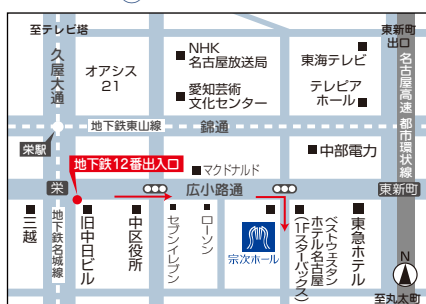 至テレビ塔
東新町
出口
久屋大通
オアシス
21
NHK
名古屋放送局
愛知芸術
文化センター
東海テレビ
テレピア
ホール
名古屋高速 都市環状線
地下鉄東山線
錦通
栄駅
地下鉄12番出入口
マクドナルド
中部電力
栄
広小路通
東新町
三越
地下鉄名城線
旧中日ビル
中区役所
セブンイレブン
ローソン
宗次ホール
ベストウェスタン
ホテル名古屋
(1Fスターバックス)
東急ホテル
N
至丸太町